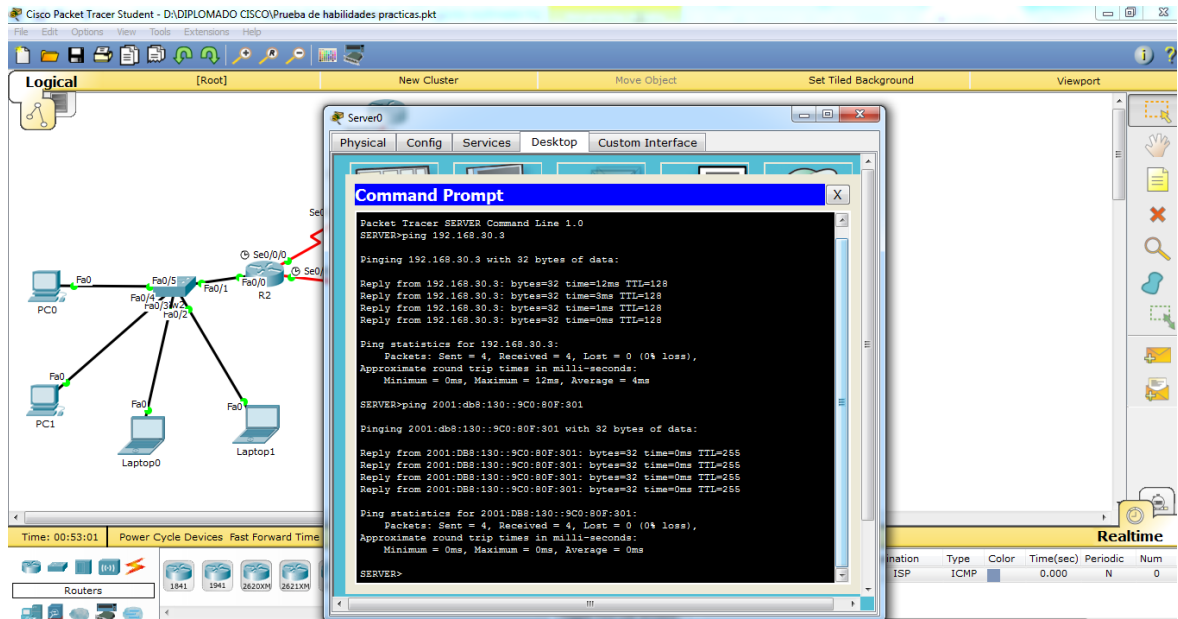 Cisco Packet Tracer Student - D:\DIPLOMADO CISCO\Prueba de habilidades practicas.pkt
File Edit Options View Tools Extensions Help
Logical [Root] New Cluster Move Object Set Tiled Background Viewport
Server0
Physical Config Services Desktop Custom Interface
Command Prompt X
Packet Tracer SERVER Command Line 1.0
SERVER>ping 192.168.30.3
Pinging 192.168.30.3 with 32 bytes of data:
Reply from 192.168.30.3: bytes=32 time=12ms TTL=128
Reply from 192.168.30.3: bytes=32 time=3ms TTL=128
Reply from 192.168.30.3: bytes=32 time=1ms TTL=128
Reply from 192.168.30.3: bytes=32 time=0ms TTL=128
Ping statistics for 192.168.30.3:
Packets: Sent = 4, Received = 4, Lost = 0 (0% loss),
Approximate round trip times in milli-seconds:
Minimum = 0ms, Maximum = 12ms, Average = 4ms
SERVER>ping 2001:db8:130::9C0:80F:301
Pinging 2001:db8:130::9C0:80F:301 with 32 bytes of data:
Reply from 2001:DB8:130::9C0:80F:301: bytes=32 time=0ms TTL=255
Reply from 2001:DB8:130::9C0:80F:301: bytes=32 time=0ms TTL=255
Reply from 2001:DB8:130::9C0:80F:301: bytes=32 time=0ms TTL=255
Reply from 2001:DB8:130::9C0:80F:301: bytes=32 time=0ms TTL=255
Ping statistics for 2001:DB8:130::9C0:80F:301:
Packets: Sent = 4, Received = 4, Lost = 0 (0% loss),
Approximate round trip times in milli-seconds:
Minimum = 0ms, Maximum = 0ms, Average = 0ms
SERVER>
Se0/0/0
Fa0 Fa0/5 Fa0/1 Fa0/0
R2
Fa0/4
Fa0/2
PC0
Fa0
PC1
Fa0
Laptop0
Fa0
Laptop1
Time: 00:53:01 Power Cycle Devices Fast Forward Time Realtime
Routers
1841 1941 2620XM 2621XM
Type Color Time(sec) Periodic Num
ISP ICMP 0.000 N 0